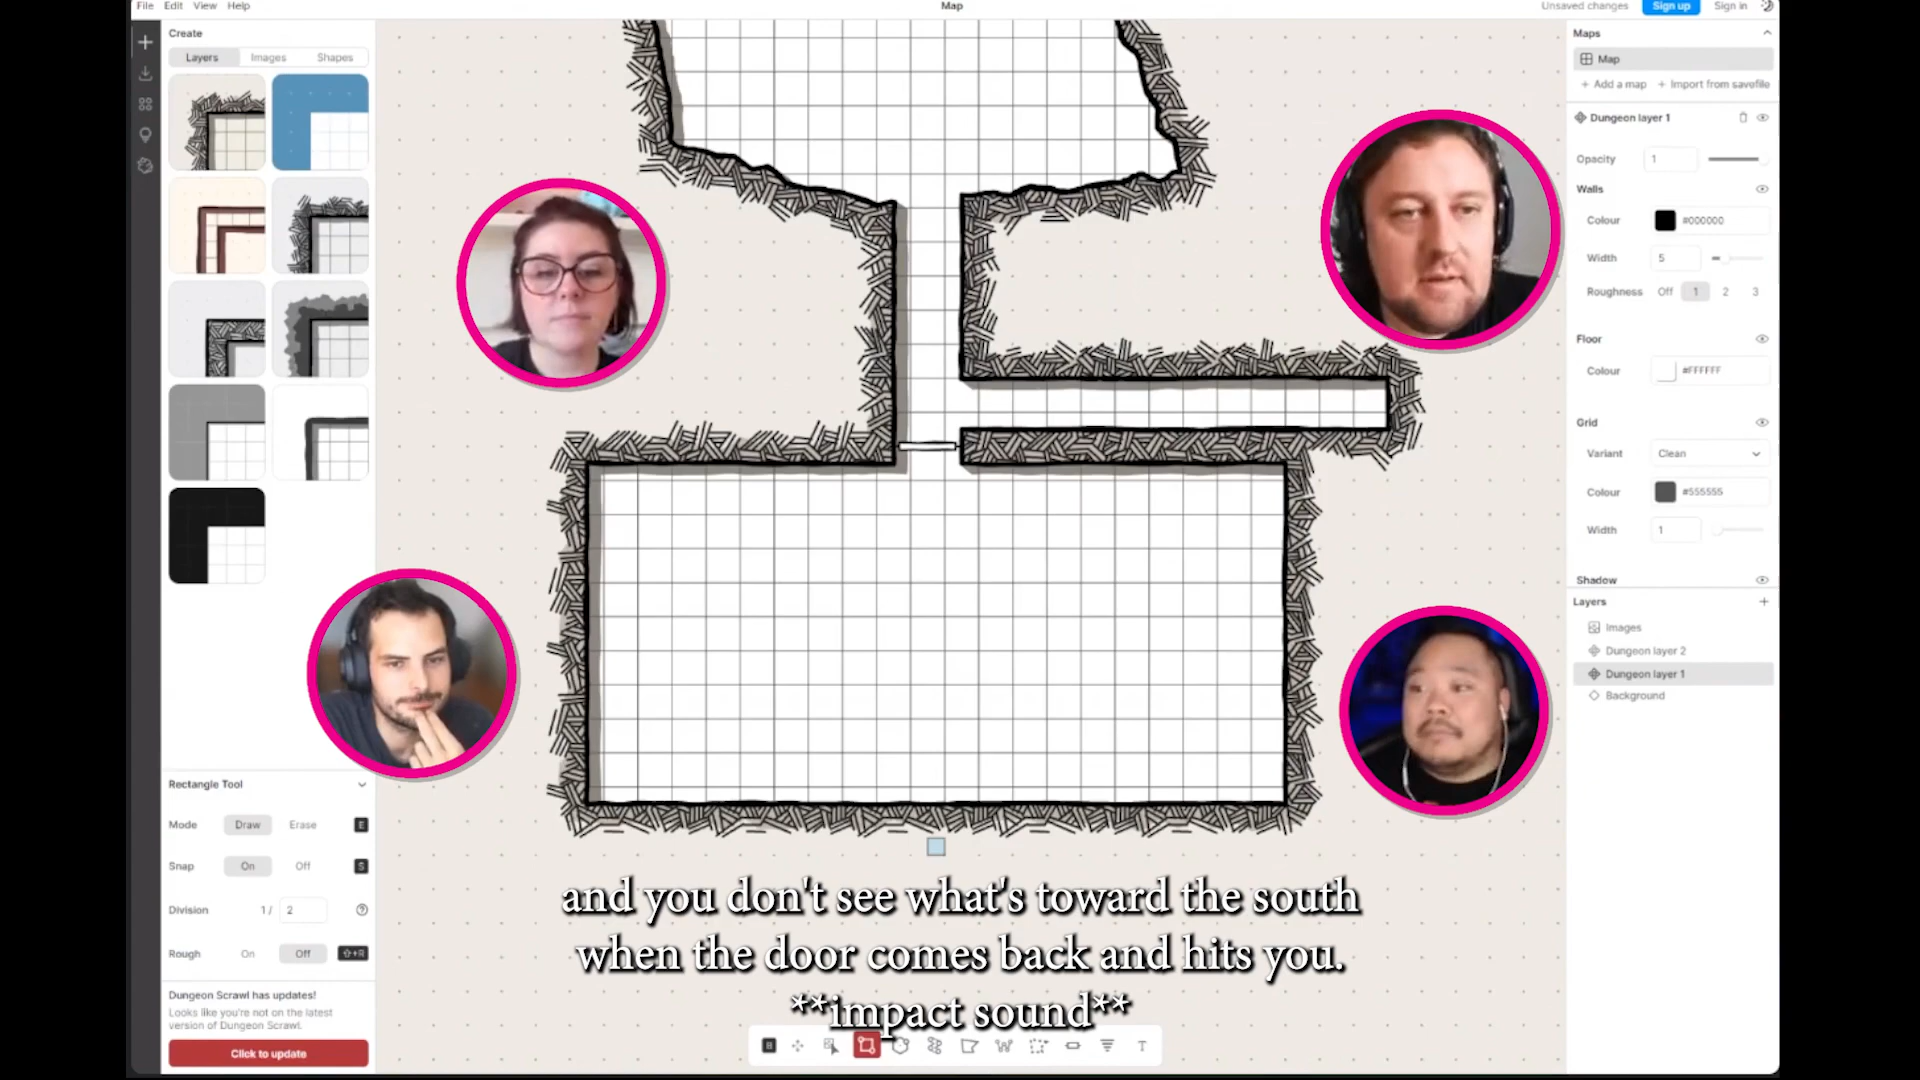 File Edit View Help
Map
Unsaved changes Sign up Sign in
Create
Layers Images Shapes
Rectangle Tool
Mode Draw Erase E
Snap On Off S
Division 1 / 2
Rough On Off ⇧+R
Dungeon Scrawl has updates!
Looks like you're not on the latest
version of Dungeon Scrawl.
Click to update
and you don't see what's toward the south
when the door comes back and hits you.
**impact sound**
T
Maps
Map
+ Add a map + Import from savefile
Dungeon layer 1
Opacity 1
Walls
Colour #000000
Width 5
Roughness Off 1 2 3
Floor
Colour #FFFFFF
Grid
Variant Clean
Colour #555555
Width 1
Shadow
Layers +
Images
Dungeon layer 2
Dungeon layer 1
Background